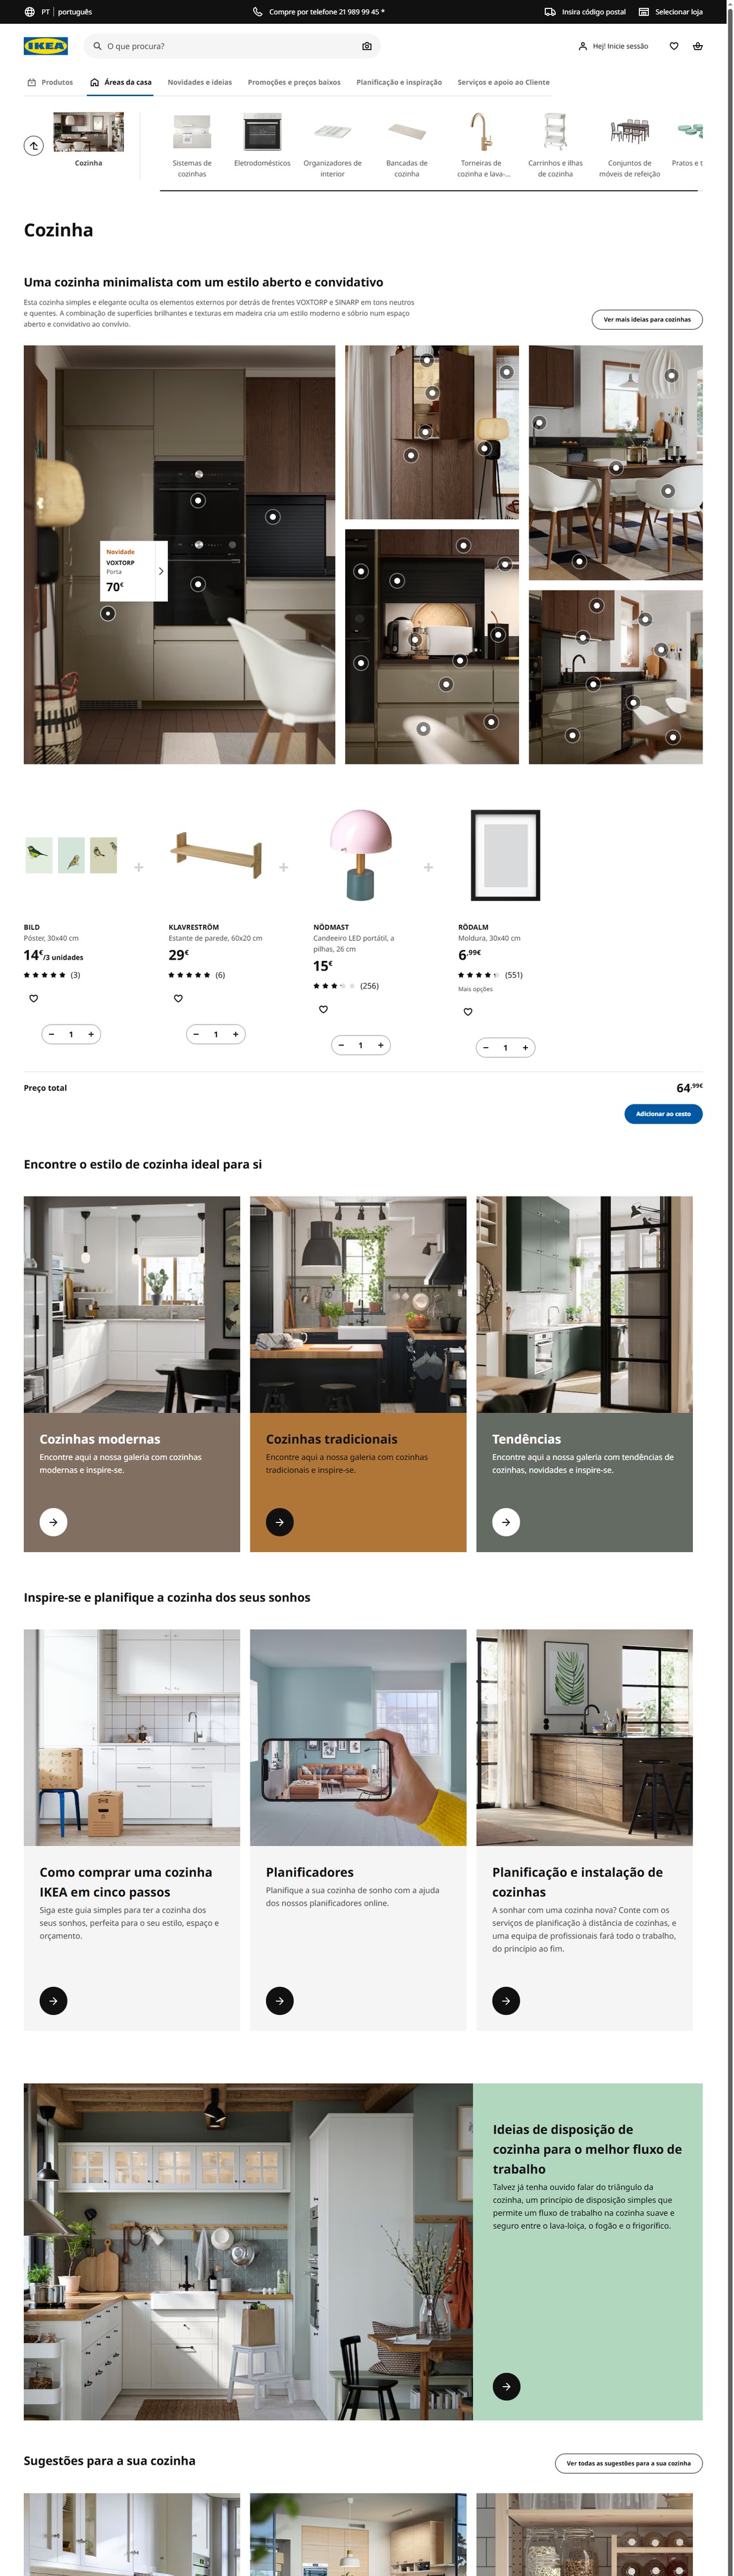 PT | português
Compre por telefone 21 989 99 45 *
Insira código postal
Selecionar loja
IKEA
O que procura?
Hej! Inicie sessão
Produtos
Áreas da casa
Novidades e ideias
Promoções e preços baixos
Planificação e inspiração
Serviços e apoio ao Cliente
Cozinha
Sistemas de
cozinhas
Eletrodomésticos
Organizadores de
interior
Bancadas de
cozinha
Torneiras de
cozinha e lava-...
Carrinhos e ilhas
de cozinha
Conjuntos de
móveis de refeição
Pratos e t
Cozinha
Uma cozinha minimalista com um estilo aberto e convidativo
Esta cozinha simples e elegante oculta os elementos externos por detrás de frentes VOXTORP e SINARP em tons neutros
e quentes. A combinação de superfícies brilhantes e texturas em madeira cria um estilo moderno e sóbrio num espaço
aberto e convidativo ao convívio.
Ver mais ideias para cozinhas
Novidade
VOXTORP
Porta
70€
BILD
Póster, 30x40 cm
14€/3 unidades
(3)
1
KLAVRESTRÖM
Estante de parede, 60x20 cm
29€
(6)
1
NÖDMAST
Candeeiro LED portátil, a
pilhas, 26 cm
15€
(256)
1
RÖDALM
Moldura, 30x40 cm
6,99€
(551)
Mais opções
1
Preço total
64,99€
Adicionar ao cesto
Encontre o estilo de cozinha ideal para si
Cozinhas modernas
Encontre aqui a nossa galeria com cozinhas
modernas e inspire-se.
Cozinhas tradicionais
Encontre aqui a nossa galeria com cozinhas
tradicionais e inspire-se.
Tendências
Encontre aqui a nossa galeria com tendências de
cozinhas, novidades e inspire-se.
Inspire-se e planifique a cozinha dos seus sonhos
Como comprar uma cozinha
IKEA em cinco passos
Siga este guia simples para ter a cozinha dos
seus sonhos, perfeita para o seu estilo, espaço e
orçamento.
Planificadores
Planifique a sua cozinha de sonho com a ajuda
dos nossos planificadores online.
Planificação e instalação de
cozinhas
A sonhar com uma cozinha nova? Conte com os
serviços de planificação à distância de cozinhas, e
uma equipa de profissionais fará todo o trabalho,
do princípio ao fim.
Ideias de disposição de
cozinha para o melhor fluxo de
trabalho
Talvez já tenha ouvido falar do triângulo da
cozinha, um princípio de disposição simples que
permite um fluxo de trabalho na cozinha suave e
seguro entre o lava-loiça, o fogão e o frigorífico.
Sugestões para a sua cozinha
Ver todas as sugestões para a sua cozinha